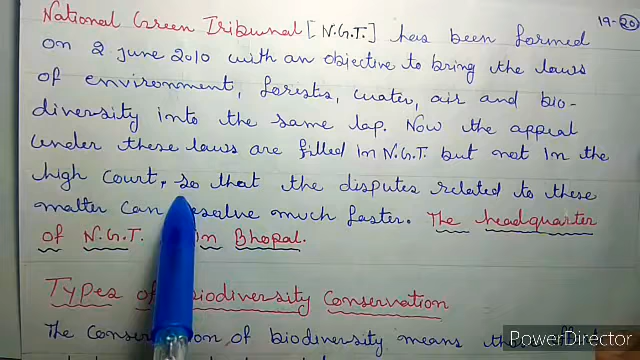 19-20
National Green Tribunal [N.G.T.] has been formed
on 2 june 2010 with an objective to bring the laws
of environment, forests, water, air and bio-
diversity into the same lap. Now the appeal
under these laws are filled in N.G.T. but not in the
high court, so that the disputes related to these
matter can resolve much faster. The headquarter
of N.G.T. in Bhopal.
Types of Biodiversity Conservation
The of biodiversity means
PowerDirector